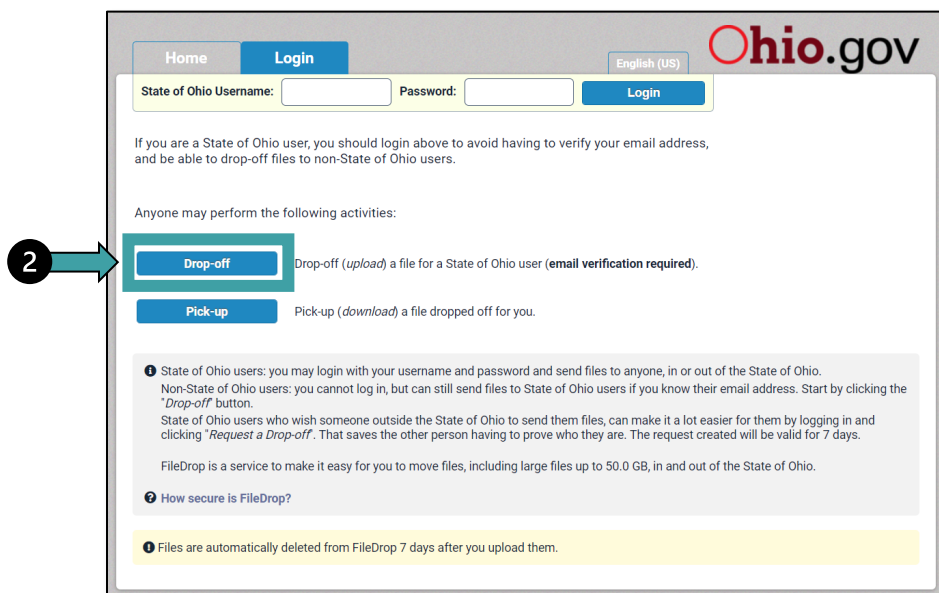 Home
Login
English (US)
Ohio.gov
State of Ohio Username:
Password:
Login
If you are a State of Ohio user, you should login above to avoid having to verify your email address,
and be able to drop-off files to non-State of Ohio users.
Anyone may perform the following activities:
2
Drop-off
Drop-off (upload) a file for a State of Ohio user (email verification required).
Pick-up
Pick-up (download) a file dropped off for you.
State of Ohio users: you may login with your username and password and send files to anyone, in or out of the State of Ohio.
Non-State of Ohio users: you cannot log in, but can still send files to State of Ohio users if you know their email address. Start by clicking the
"Drop-off" button.
State of Ohio users who wish someone outside the State of Ohio to send them files, can make it a lot easier for them by logging in and
clicking "Request a Drop-off". That saves the other person having to prove who they are. The request created will be valid for 7 days.
FileDrop is a service to make it easy for you to move files, including large files up to 50.0 GB, in and out of the State of Ohio.
How secure is FileDrop?
Files are automatically deleted from FileDrop 7 days after you upload them.